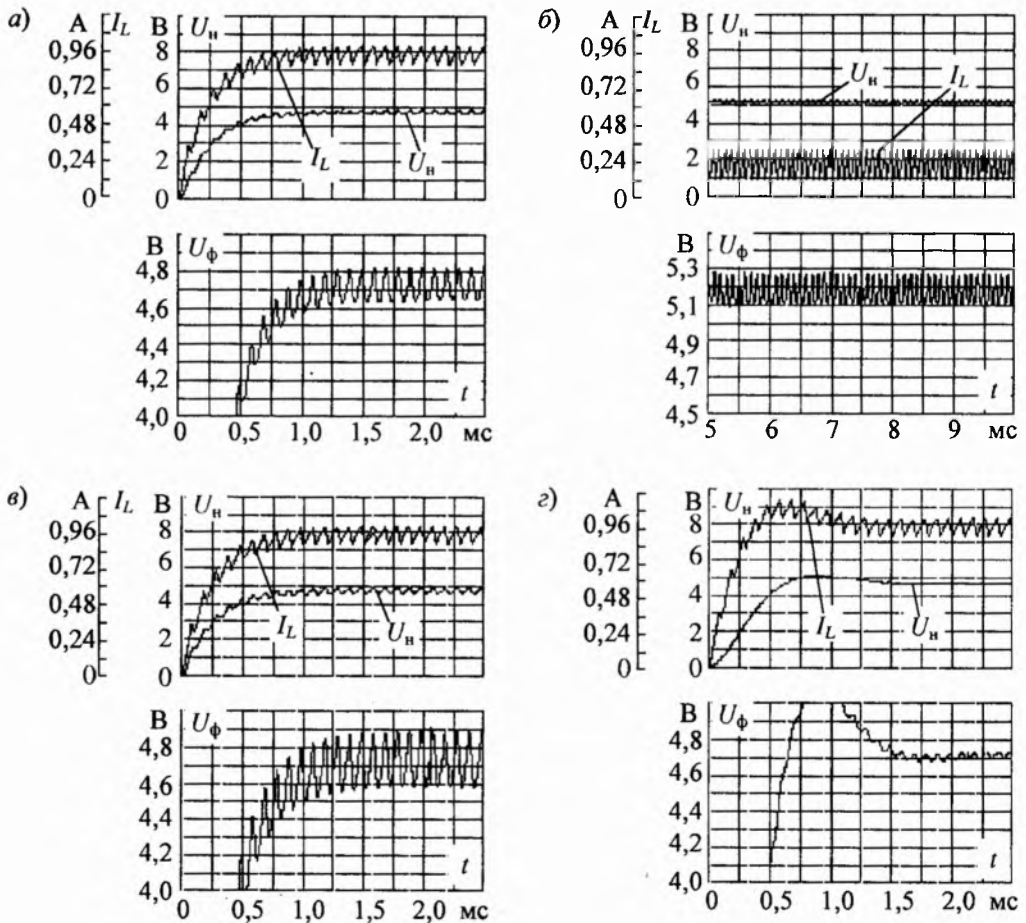 а) А I_L В U_н
0,96 8
0,72 6
0,48 4
0,24 2
0 0
I_L U_н
В U_ф
4,8
4,6
4,4
4,2
4,0 t
0 0,5 1,0 1,5 2,0 мс
б) А I_L В U_н
0,96 8
0,72 6 U_н I_L
0,48 4
0,24 2
0 0
В U_ф
5,3
5,1
4,9
4,7
4,5 t
5 6 7 8 9 мс
в) А I_L В U_н
0,96 8
0,72 6
0,48 4
0,24 2
0 0
I_L U_н
В U_ф
4,8
4,6
4,4
4,2
4,0 t
0 0,5 1,0 1,5 2,0 мс
г) А В U_н
0,96 8
0,72 6
0,48 4
0,24 2
0 0
I_L U_н
В U_ф
4,8
4,6
4,4
4,2
4,0 t
0 0,5 1,0 1,5 2,0 мс